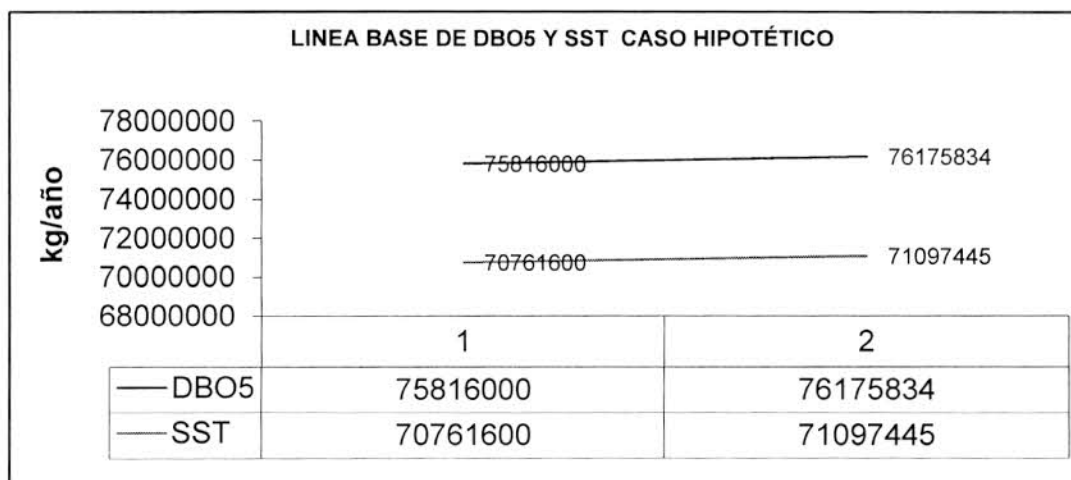 LINEA BASE DE DBO5 Y SST CASO HIPOTÉTICO
kg/año
78000000
76000000
74000000
72000000
70000000
68000000
75816000
76175834
70761600
71097445
1 2
DBO5 75816000 76175834
SST 70761600 71097445